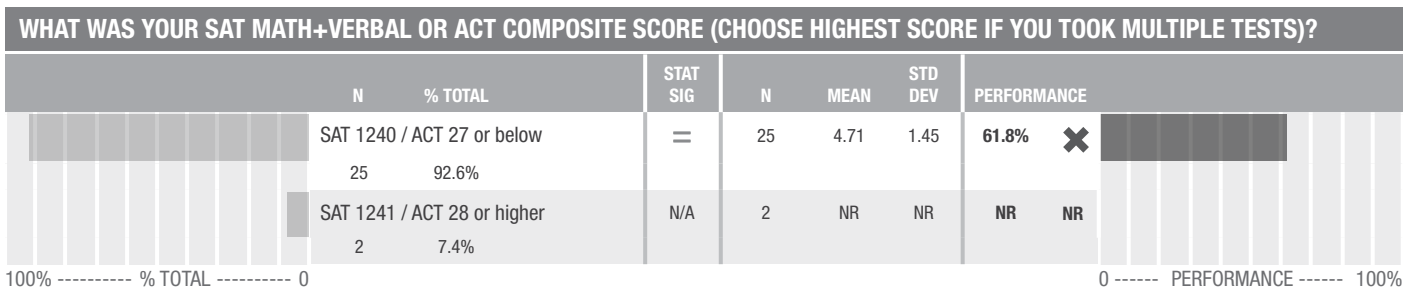 WHAT WAS YOUR SAT MATH+VERBAL OR ACT COMPOSITE SCORE (CHOOSE HIGHEST SCORE IF YOU TOOK MULTIPLE TESTS)?
N % TOTAL STAT SIG N MEAN STD DEV PERFORMANCE
SAT 1240 / ACT 27 or below = 25 4.71 1.45 61.8% ✖
25 92.6%
SAT 1241 / ACT 28 or higher N/A 2 NR NR NR NR
2 7.4%
100% ---------- % TOTAL ---------- 0 0 ------ PERFORMANCE ------ 100%